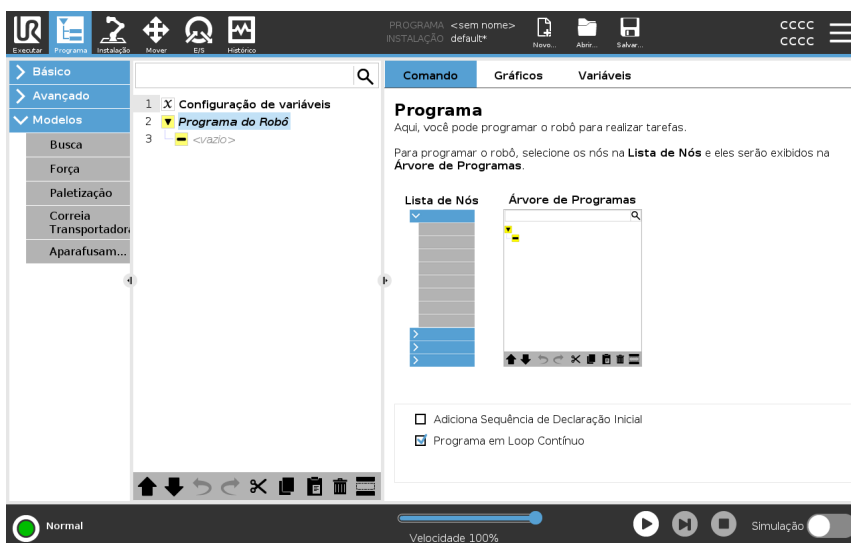 UR
PROGRAMA <sem nome>
INSTALAÇÃO default*
CCCC
CCCC
Executar
Programa
Instalação
Mover
E/S
Histórico
Novo...
Abrir...
Salvar...
Básico
Avançado
Modelos
Busca
Força
Paletização
Correia
Transportador
Aparafusam...
1 X Configuração de variáveis
2 Programa do Robô
3 <vazio>
Comando
Gráficos
Variáveis
Programa
Aqui, você pode programar o robô para realizar tarefas.
Para programar o robô, selecione os nós na Lista de Nós e eles serão exibidos na
Árvore de Programas.
Lista de Nós
Árvore de Programas
Adiciona Sequência de Declaração Inicial
Programa em Loop Contínuo
Normal
Velocidade 100%
Simulação